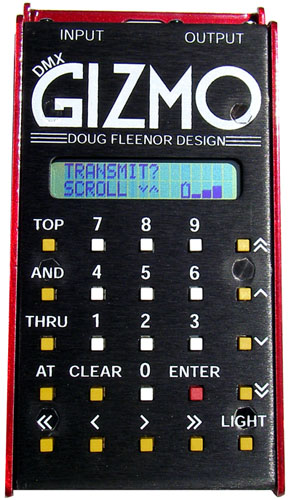 INPUT OUTPUT
DMX
GIZMO
DOUG FLEENOR DESIGN
TRANSMIT?
SCROLL
TOP 7 8 9
AND 4 5 6
THRU 1 2 3
AT CLEAR 0 ENTER
« < > » LIGHT